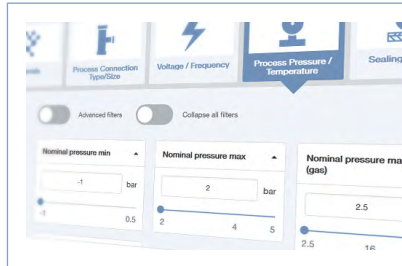 Process Connection
Type/Size
Voltage / Frequency
Process Pressure /
Temperature
Sealing
Advanced filters
Collapse all filters
Nominal pressure min
-1
bar
-1
0.5
Nominal pressure max
2
bar
2
4
5
Nominal pressure ma
(gas)
2.5
2.5
16